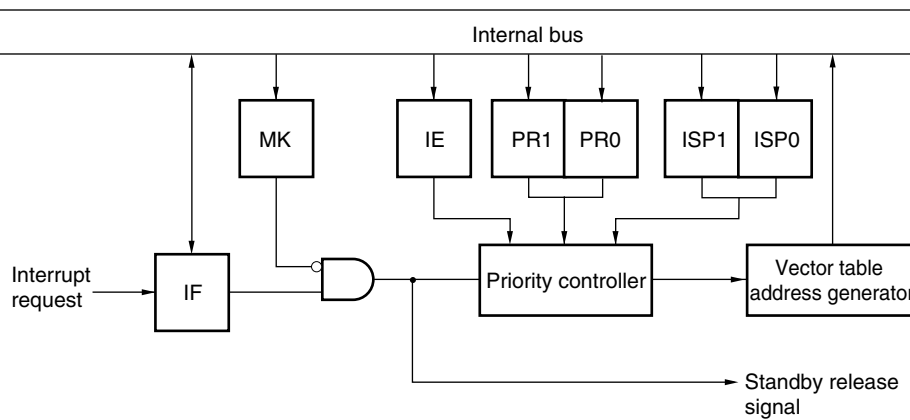 Internal bus
MK
IE
PR1
PR0
ISP1
ISP0
Interrupt
request
IF
Priority controller
Vector table
address generator
Standby release
signal